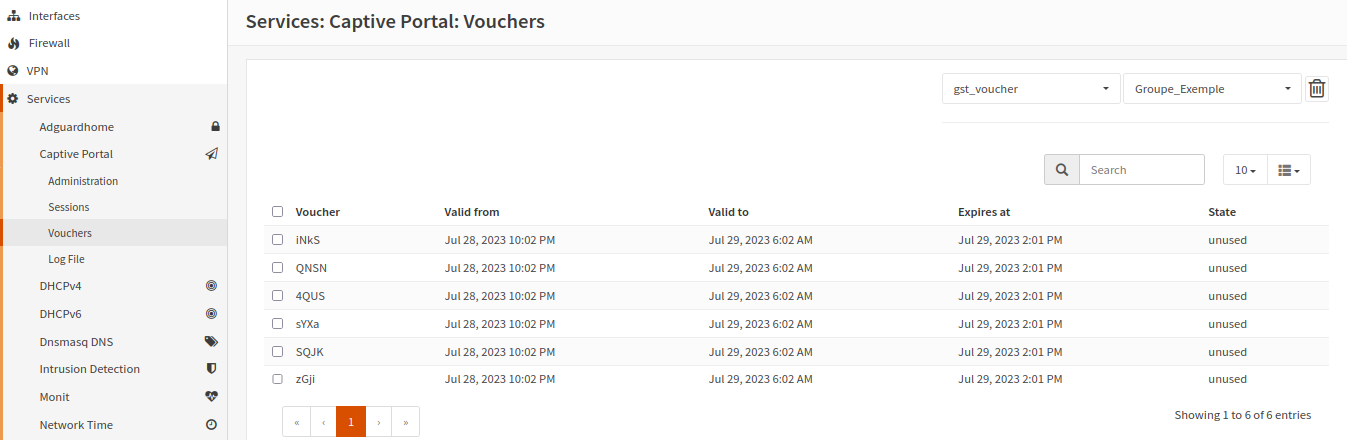 Interfaces
Firewall
VPN
Services
Adguardhome
Captive Portal
Administration
Sessions
Vouchers
Log File
DHCPv4
DHCPv6
Dnsmasq DNS
Intrusion Detection
Monit
Network Time
Services: Captive Portal: Vouchers
gst_voucher Groupe_Exemple
Search 10
Voucher Valid from Valid to Expires at State
iNkS Jul 28, 2023 10:02 PM Jul 29, 2023 6:02 AM Jul 29, 2023 2:01 PM unused
QNSN Jul 28, 2023 10:02 PM Jul 29, 2023 6:02 AM Jul 29, 2023 2:01 PM unused
4QUS Jul 28, 2023 10:02 PM Jul 29, 2023 6:02 AM Jul 29, 2023 2:01 PM unused
sYXa Jul 28, 2023 10:02 PM Jul 29, 2023 6:02 AM Jul 29, 2023 2:01 PM unused
SQJK Jul 28, 2023 10:02 PM Jul 29, 2023 6:02 AM Jul 29, 2023 2:01 PM unused
zGji Jul 28, 2023 10:02 PM Jul 29, 2023 6:02 AM Jul 29, 2023 2:01 PM unused
« ‹ 1 › » Showing 1 to 6 of 6 entries